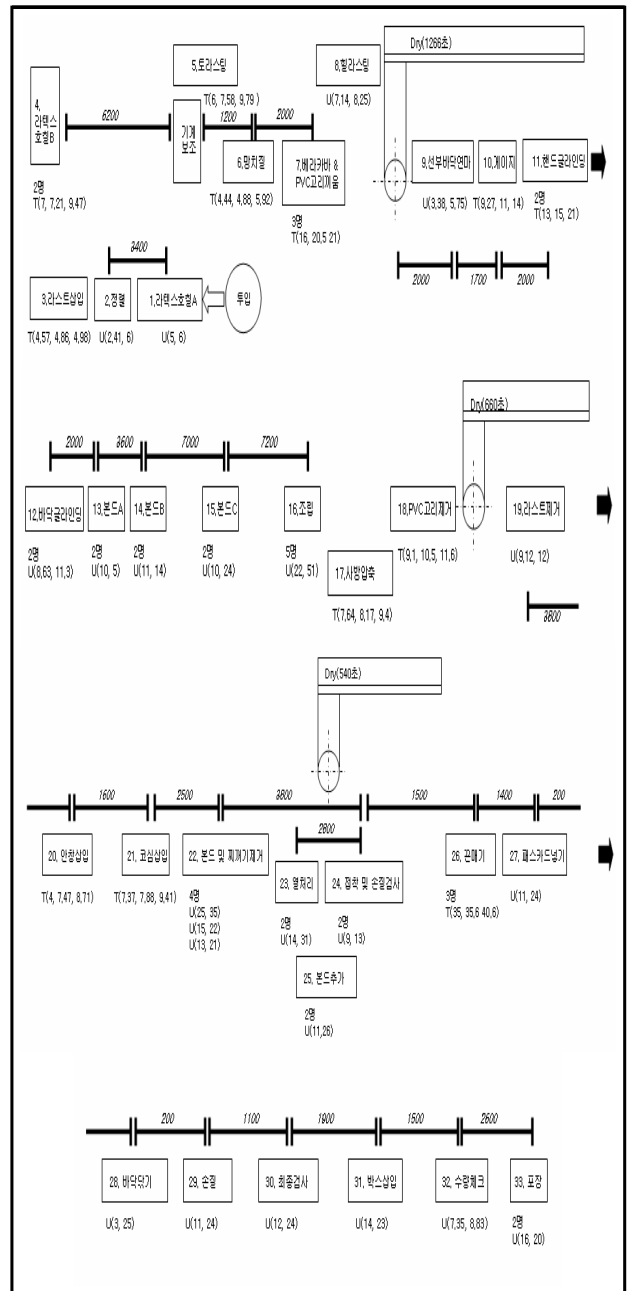 Dry(1266초)
5,토라스팅
T(6, 7,58, 9,79 )
8,힐라스팅
U(7,14, 8,25)
4,
라텍스
호칠B
6200
기계
보조
1200
2000
6,망치질
T(4,44, 4,88, 5,92)
7,베라카바 &
PVC고리끼움
3명
T(16, 20,5 21)
9,선부바닥연마
U(3,38, 5,75)
10,게이지
T(9,27, 11, 14)
11,핸드글라인딩
2명
T(13, 15, 21)
2명
T(7, 7,21, 9,47)
2000
1700
2000
3400
3,라스트삽입
T(4,57, 4,86, 4,98)
2,정렬
U(2,41, 6)
1,라텍스호칠A
U(5, 6)
투입
Dry(660초)
2000
3600
7000
7200
12,바닥글라인딩
2명
U(8,63, 11,3)
13,본드A
2명
U(10, 5)
14,본드B
2명
U(11, 14)
15,본드C
2명
U(10, 24)
16,조립
5명
U(22, 51)
17,사방압축
T(7,64, 8,17, 9,4)
18,PVC고리제거
T(9,1, 10,5, 11,6)
19,라스트제거
U(9,12, 12)
3800
Dry(540초)
1600
2500
3800
1500
1400
200
2800
20, 안창삽입
T(4, 7,47, 8,71)
21, 코심삽입
T(7,37, 7,88, 9,41)
22, 본드 및 찌꺼기제거
4명
U(25, 35)
U(15, 22)
U(13, 21)
23, 열처리
2명
U(14, 31)
24, 접착 및 손질검사
2명
U(9, 13)
25, 본드추가
2명
U(11,26)
26, 끈매기
3명
T(35, 35,6 40,6)
27, 패스카드넣기
U(11, 24)
200
1100
1900
1500
2600
28, 바닥닦기
U(3, 25)
29, 손질
U(11, 24)
30, 최종검사
U(12, 24)
31, 박스삽입
U(14, 23)
32, 수량체크
U(7,35, 8,83)
33, 포장
2명
U(16, 20)